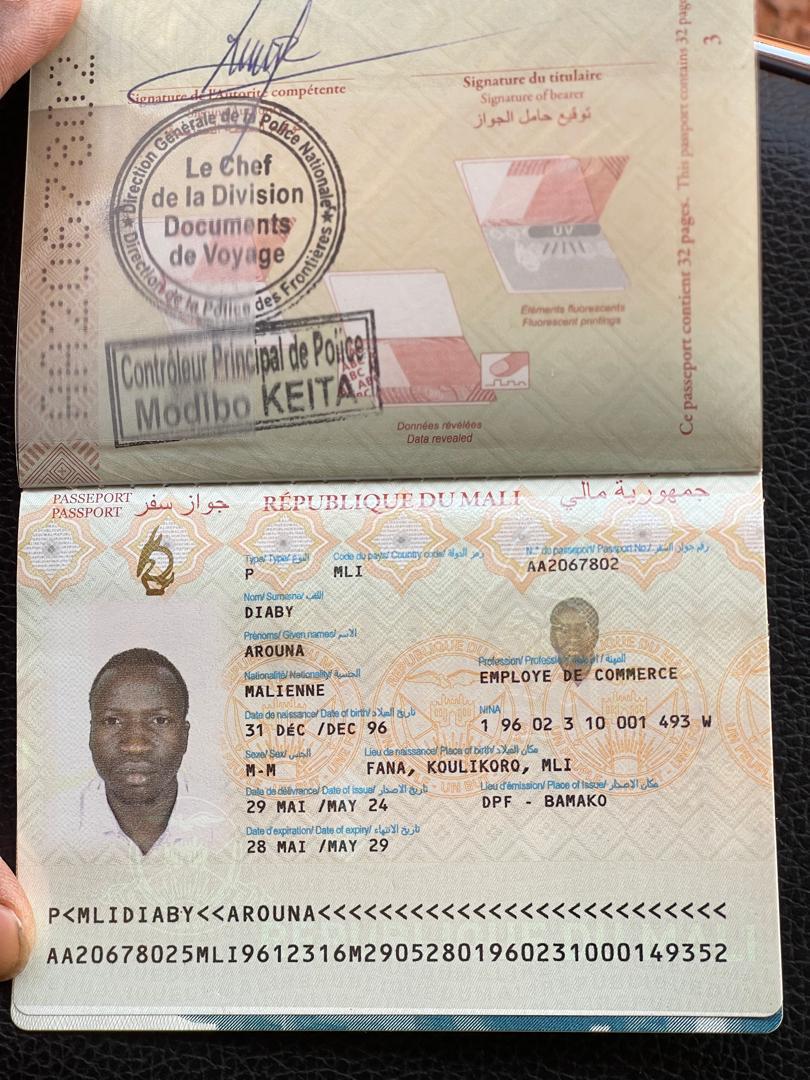 Signature de l'Autorité compétente
Signature du titulaire
Signature of bearer
توقيع حامل الجواز
3
Ce passeport contient 32 pages. This passport contains 32 pag
Direction Générale de la Police Nationale
Le Chef
de la Division
Documents
de Voyage
Direction de la Police des Frontières
Contrôleur Principal de Police
Modibo KEITA
UV
Eléments fluorescents
Fluorescent printings
Données révélées
Data revealed
PASSEPORT
PASSPORT
جواز سفر
RÉPUBLIQUE DU MALI
جمهورية مالي
Type/ Type/ النوع
Code du pays/ Country code/ رمز الدولة
N.° du passeport/ Passport No./ رقم جواز السفر
P MLI AA2067802
Nom/ Surname/ اللقب
DIABY
Prénoms/ Given names/ الاسم
AROUNA
Nationalité/ Nationality/ الجنسية
Profession/ Profession/ المهنة
MALIENNE EMPLOYE DE COMMERCE
Date de naissance/ Date of birth/ تاريخ الميلاد
NINA
31 DéC /DEC 96 1 96 02 3 10 001 493 W
Sexe/ Sex/ الجنس
Lieu de naissance/ Place of birth/ مكان الميلاد
M-M FANA, KOULIKORO, MLI
Date de délivrance/ Date of issue/ تاريخ الاصدار
Lieu d'émission/ Place of Issue/ مكان الاصدار
29 MAI /MAY 24 DPF - BAMAKO
Date d'expiration/ Date of expiry/ تاريخ الانتهاء
28 MAI /MAY 29
P<MLIDIABY<<AROUNA<<<<<<<<<<<<<<<<<<<<<<<<<<
AA20678025MLI9612316M29052801960231000149352